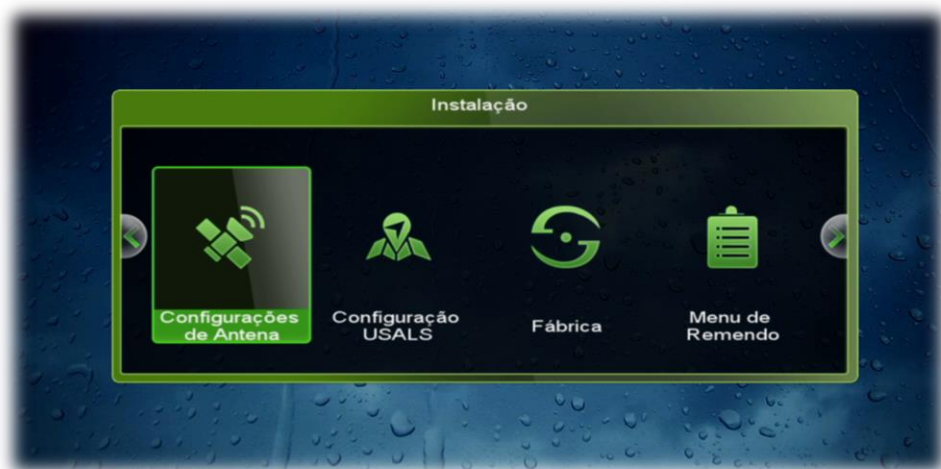 Instalação
Configurações
de Antena
Configuração
USALS
Fábrica
Menu de
Remendo